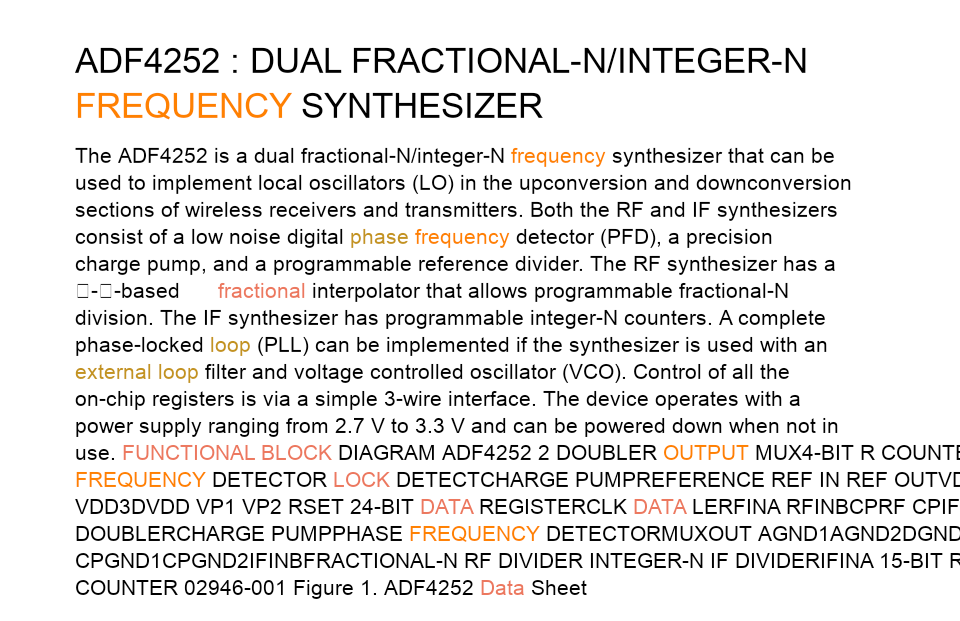 ADF4252 : DUAL FRACTIONAL-N/INTEGER-N
FREQUENCY SYNTHESIZER
The ADF4252 is a dual fractional-N/integer-N frequency synthesizer that can be
used to implement local oscillators (LO) in the upconversion and downconversion
sections of wireless receivers and transmitters. Both the RF and IF synthesizers
consist of a low noise digital phase frequency detector (PFD), a precision
charge pump, and a programmable reference divider. The RF synthesizer has a
□-□-based fractional interpolator that allows programmable fractional-N
division. The IF synthesizer has programmable integer-N counters. A complete
phase-locked loop (PLL) can be implemented if the synthesizer is used with an
external loop filter and voltage controlled oscillator (VCO). Control of all the
on-chip registers is via a simple 3-wire interface. The device operates with a
power supply ranging from 2.7 V to 3.3 V and can be powered down when not in
use. FUNCTIONAL BLOCK DIAGRAM ADF4252 2 DOUBLER OUTPUT MUX4-BIT R COUNTE
FREQUENCY DETECTOR LOCK DETECTCHARGE PUMPREFERENCE REF IN REF OUTVD
VDD3DVDD VP1 VP2 RSET 24-BIT DATA REGISTERCLK DATA LERFINA RFINBCPRF CPIF
DOUBLERCHARGE PUMPPHASE FREQUENCY DETECTORMUXOUT AGND1AGND2DGND
CPGND1CPGND2IFINBFRACTIONAL-N RF DIVIDER INTEGER-N IF DIVIDERIFINA 15-BIT R
COUNTER 02946-001 Figure 1. ADF4252 Data Sheet